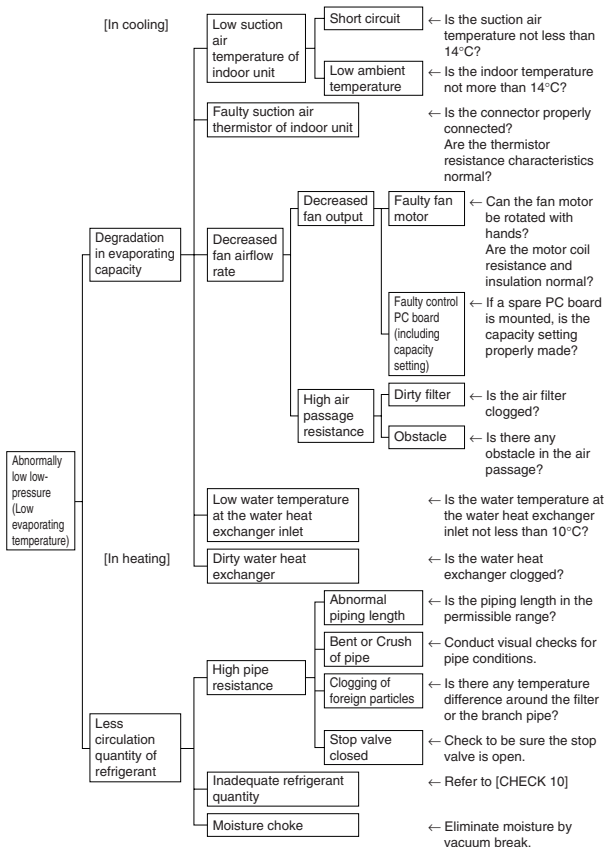 [In cooling]
Low suction
air
temperature of
indoor unit
Short circuit
← Is the suction air
temperature not less than
14°C?
Low ambient
temperature
← Is the indoor temperature
not more than 14°C?
Faulty suction air
thermistor of indoor unit
← Is the connector properly
connected?
Are the thermistor
resistance characteristics
normal?
Degradation
in evaporating
capacity
Decreased
fan airflow
rate
Decreased
fan output
Faulty fan
motor
← Can the fan motor
be rotated with
hands?
Are the motor coil
resistance and
insulation normal?
Faulty control
PC board
(including
capacity
setting)
← If a spare PC board
is mounted, is the
capacity setting
properly made?
High air
passage
resistance
Dirty filter
← Is the air filter
clogged?
Obstacle
← Is there any
obstacle in the air
passage?
Abnormally
low low-
pressure
(Low
evaporating
temperature)
[In heating]
Low water temperature
at the water heat
exchanger inlet
← Is the water temperature at
the water heat exchanger
inlet not less than 10°C?
Dirty water heat
exchanger
← Is the water heat
exchanger clogged?
Less
circulation
quantity of
refrigerant
High pipe
resistance
Abnormal
piping length
← Is the piping length in the
permissible range?
Bent or Crush
of pipe
← Conduct visual checks for
pipe conditions.
Clogging of
foreign particles
← Is there any temperature
difference around the filter
or the branch pipe?
Stop valve
closed
← Check to be sure the stop
valve is open.
Inadequate refrigerant
quantity
← Refer to [CHECK 10]
Moisture choke
← Eliminate moisture by
vacuum break.